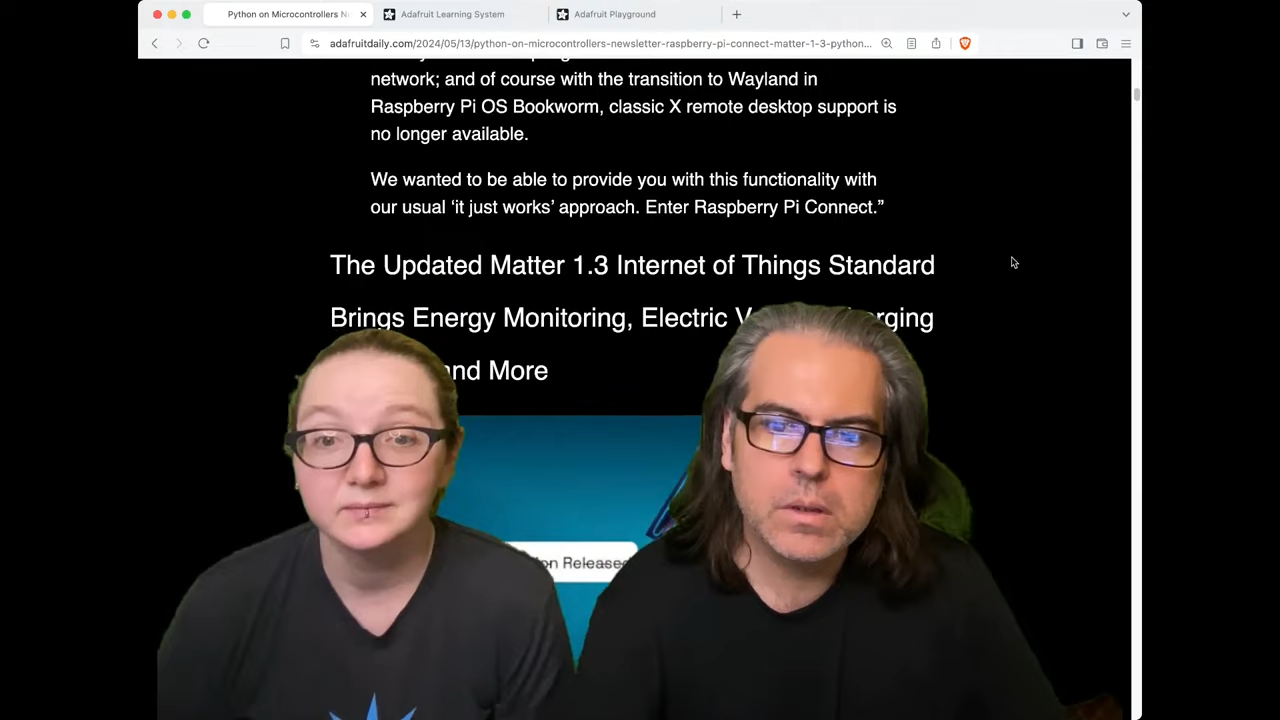 Python on Microcontrollers Ne
Adafruit Learning System
Adafruit Playground
adafruitdaily.com/2024/05/13/python-on-microcontrollers-newsletter-raspberry-pi-connect-matter-1-3-python...
network; and of course with the transition to Wayland in
Raspberry Pi OS Bookworm, classic X remote desktop support is
no longer available.
We wanted to be able to provide you with this functionality with
our usual ‘it just works’ approach. Enter Raspberry Pi Connect.”
The Updated Matter 1.3 Internet of Things Standard
Brings Energy Monitoring, Electric
and More
Released